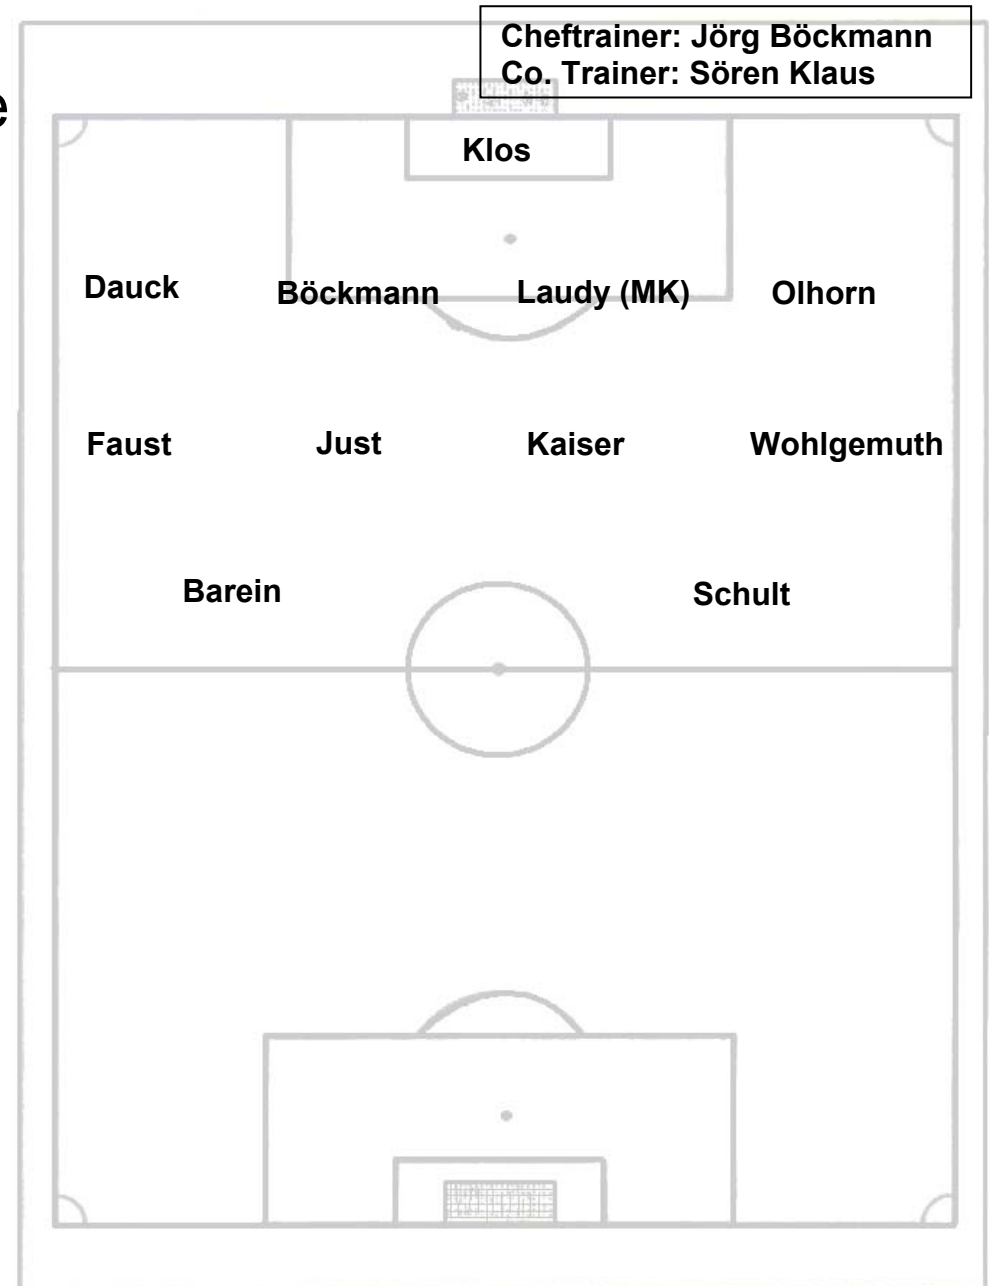 Cheftrainer: Jörg Böckmann
Co. Trainer: Sören Klaus
e
Klos
Dauck Böckmann Laudy (MK) Olhorn
Faust Just Kaiser Wohlgemuth
Barein Schult